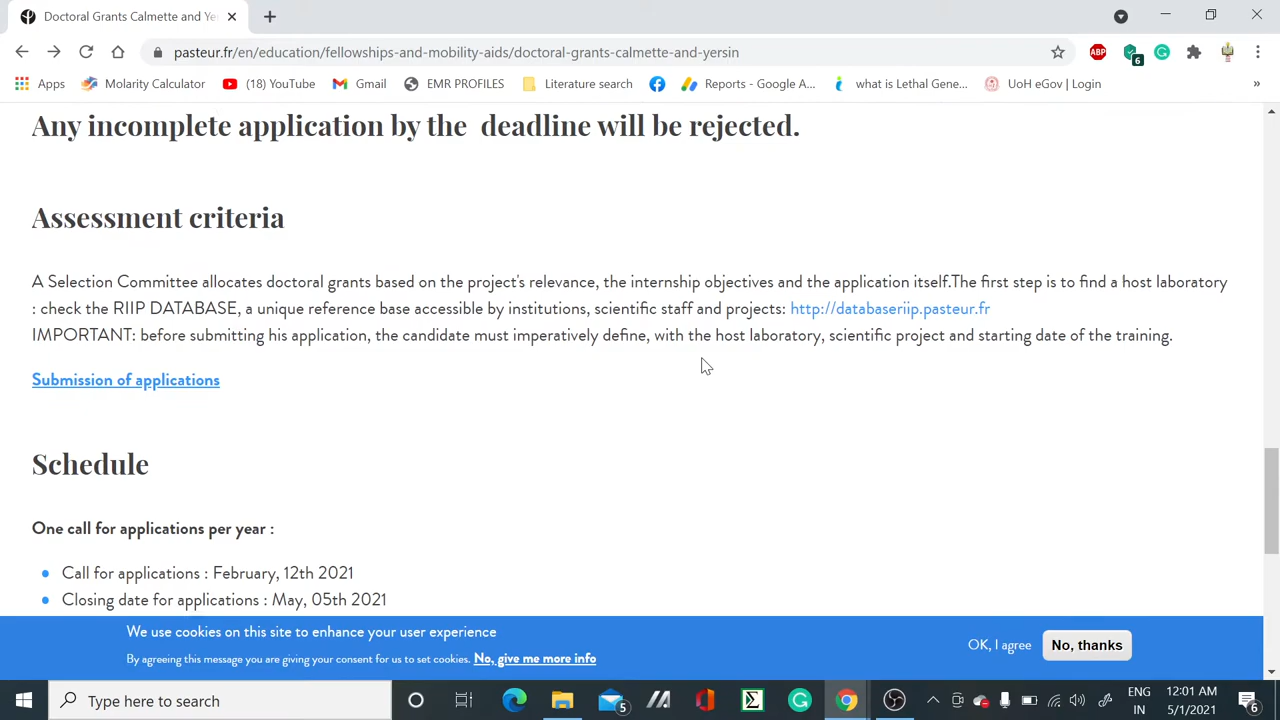 Doctoral Grants Calmette and Yer
pasteur.fr/en/education/fellowships-and-mobility-aids/doctoral-grants-calmette-and-yersin
ABP
6
Apps Molarity Calculator (18) YouTube Gmail EMR PROFILES Literature search Reports - Google A... what is Lethal Gene... UoH eGov | Login »
Any incomplete application by the deadline will be rejected.
Assessment criteria
A Selection Committee allocates doctoral grants based on the project's relevance, the internship objectives and the application itself.The first step is to find a host laboratory
: check the RIIP DATABASE, a unique reference base accessible by institutions, scientific staff and projects: http://databaseriip.pasteur.fr
IMPORTANT: before submitting his application, the candidate must imperatively define, with the host laboratory, scientific project and starting date of the training.
Submission of applications
Schedule
One call for applications per year :
Call for applications : February, 12th 2021
Closing date for applications : May, 05th 2021
We use cookies on this site to enhance your user experience
By agreeing this message you are giving your consent for us to set cookies. No, give me more info
OK, I agree
No, thanks
Type here to search
5
ENG
IN
12:01 AM
5/1/2021
6